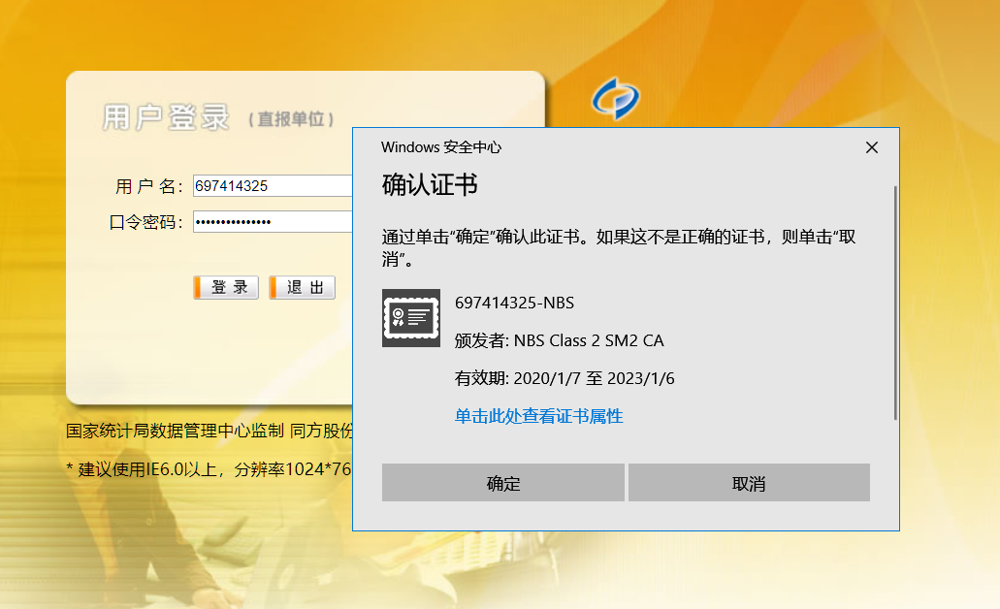 用户登录 (直报单位)
用 户 名: 697414325
口令密码: •••••••••••••••
登 录 退 出
国家统计局数据管理中心监制 同方股份
* 建议使用IE6.0以上，分辨率1024*76
Windows 安全中心
确认证书
通过单击“确定”确认此证书。如果这不是正确的证书，则单击“取
消”。
697414325-NBS
颁发者: NBS Class 2 SM2 CA
有效期: 2020/1/7 至 2023/1/6
单击此处查看证书属性
确定 取消